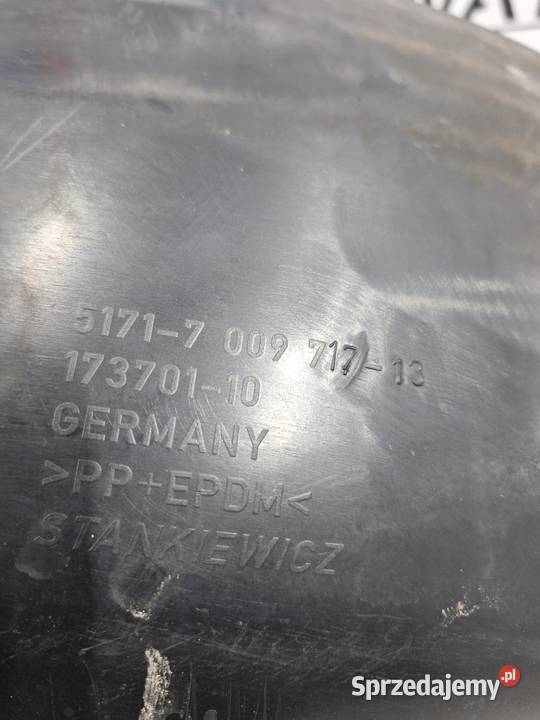 5171-7 009 717-13
173701-10
GERMANY
>PP+EPDM<
STANKIEWICZ
Sprzedajemy.pl